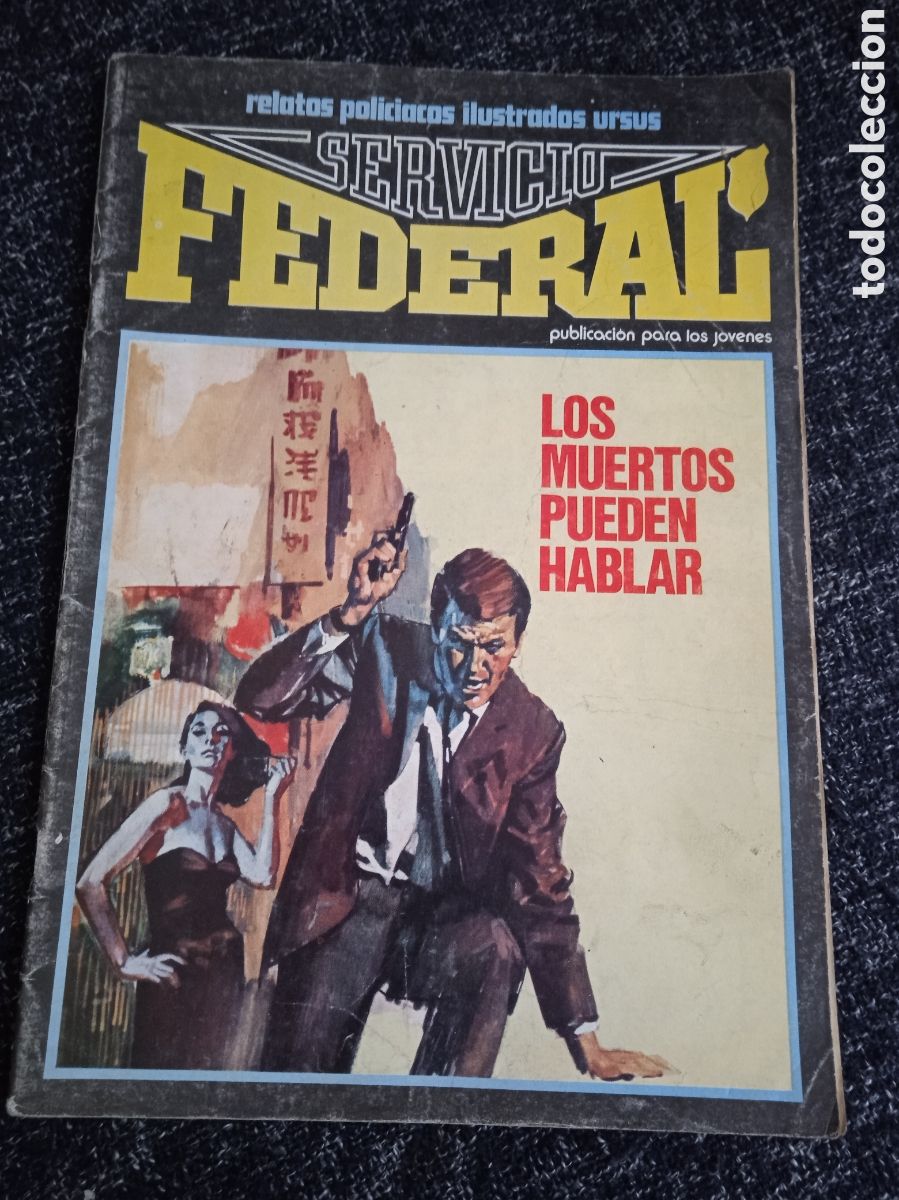 relatos policiacos ilustrados ursus
SERVICIO
FEDERAL
publicación para los jovenes
LOS
MUERTOS
PUEDEN
HABLAR
todocoleccion